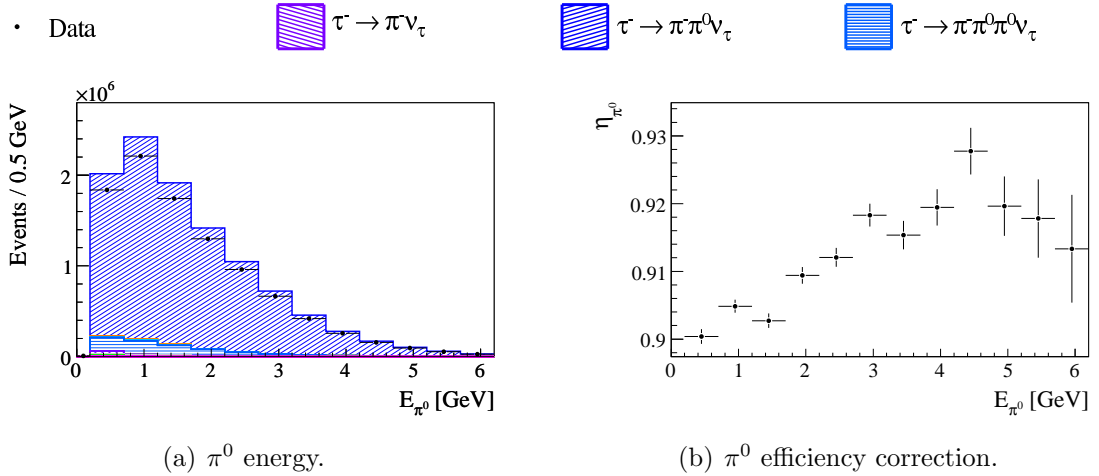 · Data τ⁻ → π⁻ν_τ τ⁻ → π⁻π⁰ν_τ τ⁻ → π⁻π⁰π⁰ν_τ
×10⁶
Events / 0.5 GeV
2
1
0
0 1 2 3 4 5 6
E_π⁰ [GeV]
(a) π⁰ energy.
η_π⁰
0.93
0.92
0.91
0.9
0 1 2 3 4 5 6
E_π⁰ [GeV]
(b) π⁰ efficiency correction.